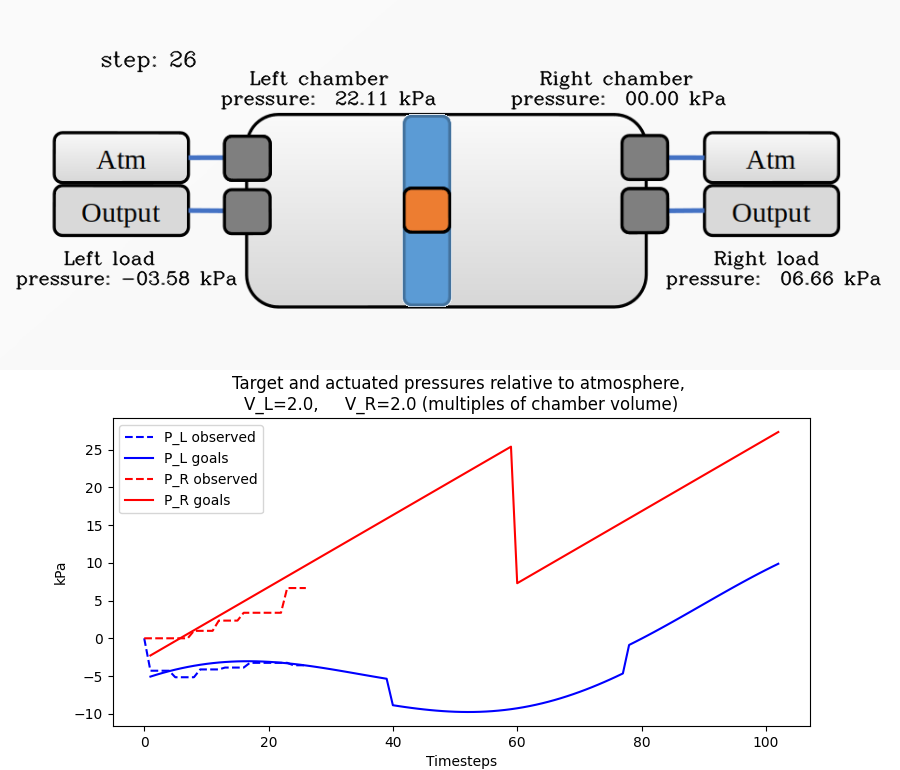 step: 26
Left chamber
pressure: 22.11 kPa
Right chamber
pressure: 00.00 kPa
Atm
Output
Atm
Output
Left load
pressure: -03.58 kPa
Right load
pressure: 06.66 kPa
Target and actuated pressures relative to atmosphere,
V_L=2.0, V_R=2.0 (multiples of chamber volume)
P_L observed
P_L goals
P_R observed
P_R goals
kPa
25
20
15
10
5
0
−5
−10
0 20 40 60 80 100
Timesteps